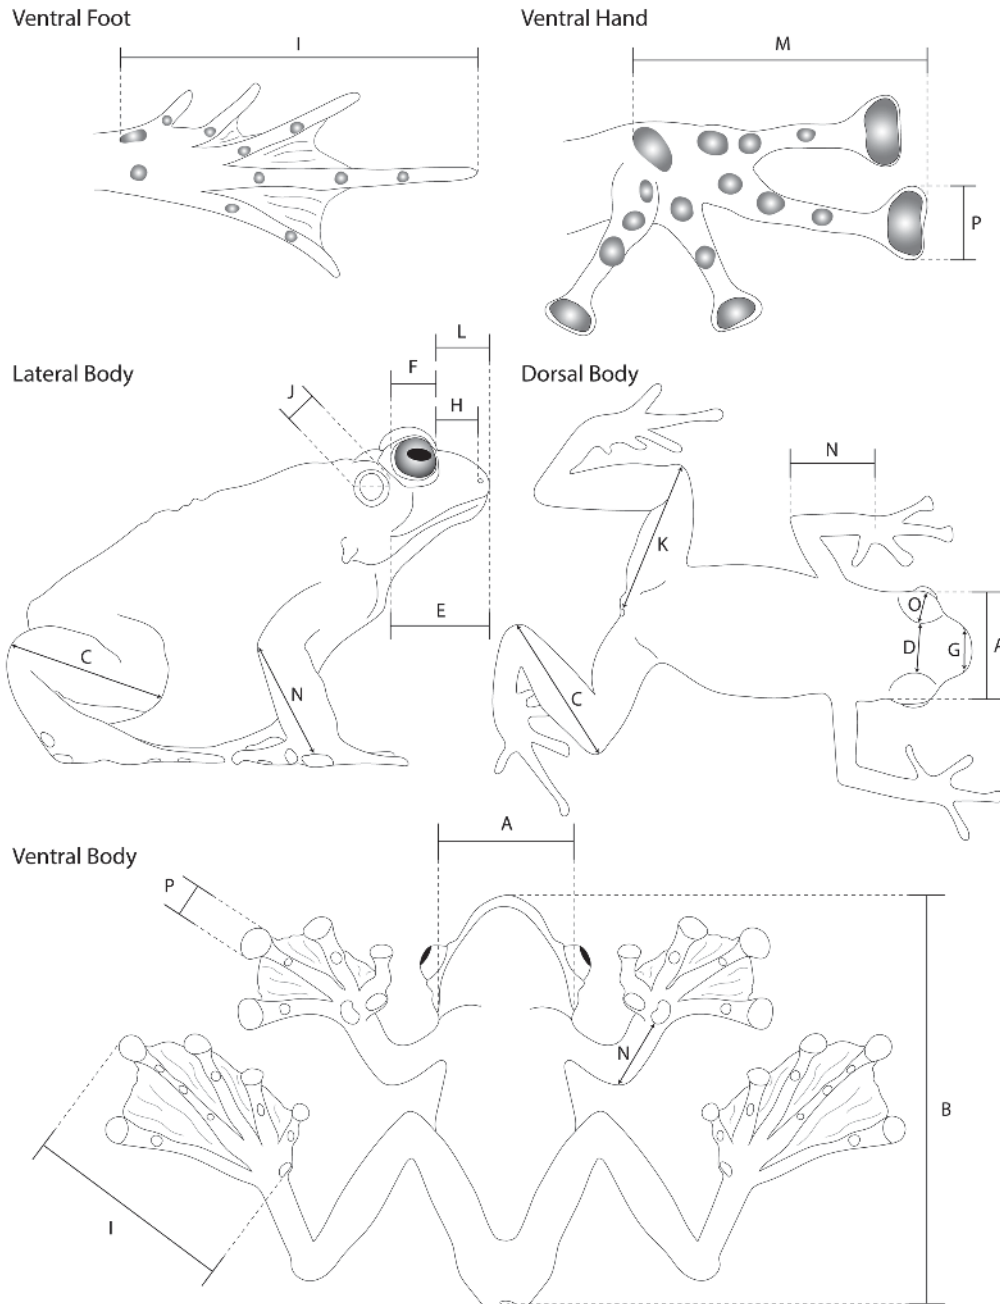 Ventral Foot
Ventral Hand
I
M
P
L
Lateral Body
F
Dorsal Body
J
H
N
K
E
O
D
G
A
C
N
C
A
Ventral Body
P
N
B
I